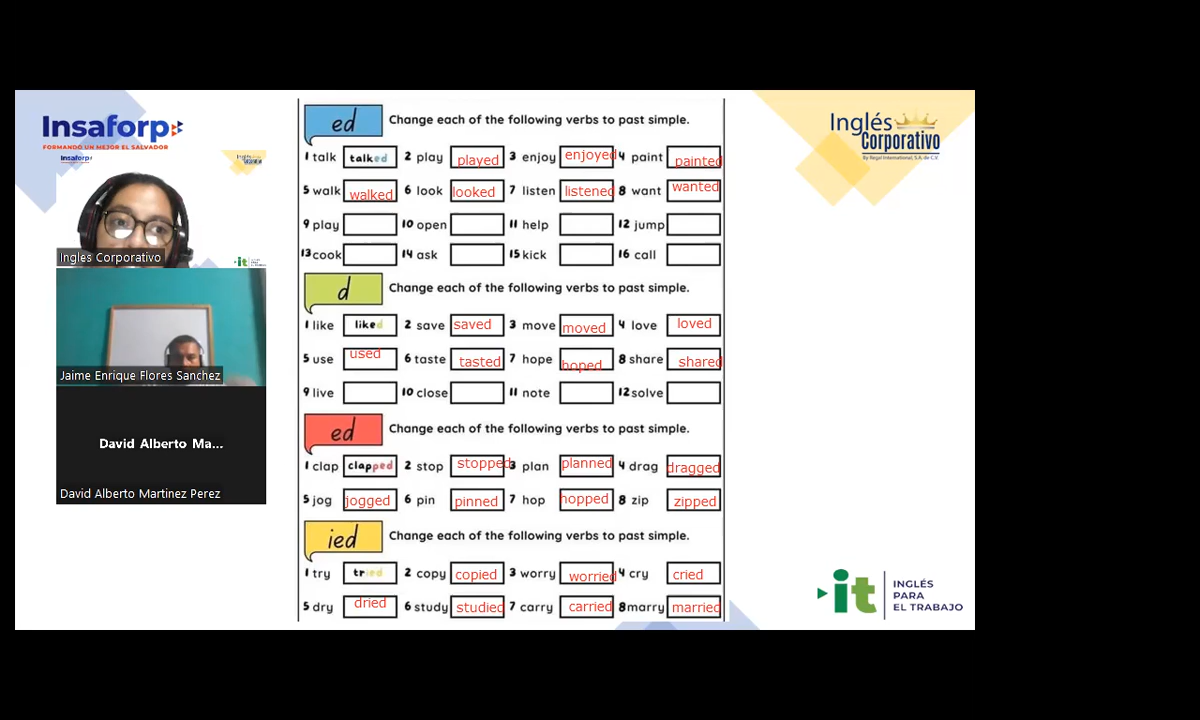 Insaforp
FORMANDO UN MEJOR EL SALVADOR
Insaforp
Inglés Corporativo
Jaime Enrique Flores Sanchez
David Alberto Ma...
David Alberto Martinez Perez
ed Change each of the following verbs to past simple.
1 talk talked 2 play played 3 enjoy enjoyed 4 paint painted
5 walk walked 6 look looked 7 listen listened 8 want wanted
9 play 10 open 11 help 12 jump
13 cook 14 ask 15 kick 16 call
d Change each of the following verbs to past simple.
1 like liked 2 save saved 3 move moved 4 love loved
5 use used 6 taste tasted 7 hope hoped 8 share shared
9 live 10 close 11 note 12 solve
ed Change each of the following verbs to past simple.
1 clap clapped 2 stop stopped 3 plan planned 4 drag dragged
5 jog jogged 6 pin pinned 7 hop hopped 8 zip zipped
ied Change each of the following verbs to past simple.
1 try tried 2 copy copied 3 worry worried 4 cry cried
5 dry dried 6 study studied 7 carry carried 8 marry married
Inglés
Corporativo
By Regal International, S.A. de C.V.
it INGLÉS
PARA
EL TRABAJO